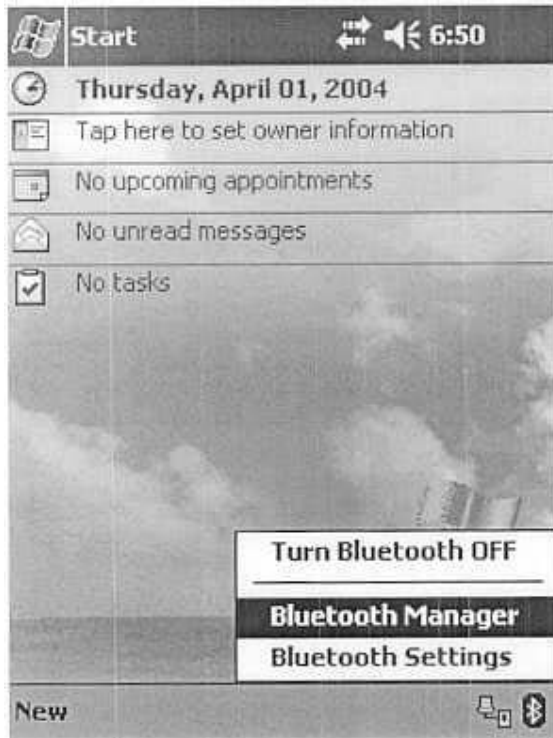 Start 6:50
Thursday, April 01, 2004
Tap here to set owner information
No upcoming appointments
No unread messages
No tasks
Turn Bluetooth OFF
Bluetooth Manager
Bluetooth Settings
New